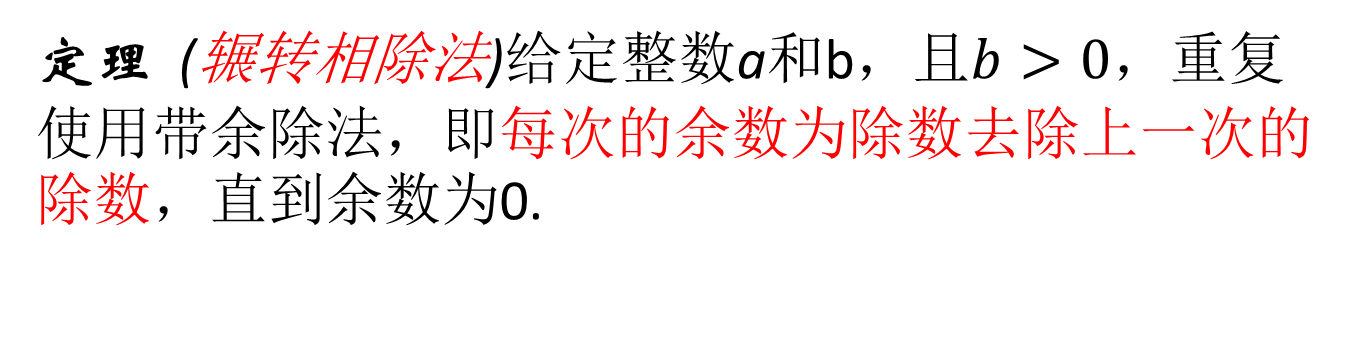 定理 (辗转相除法)给定整数a和b，且b > 0，重复
使用带余除法，即每次的余数为除数去除上一次的
除数，直到余数为0.